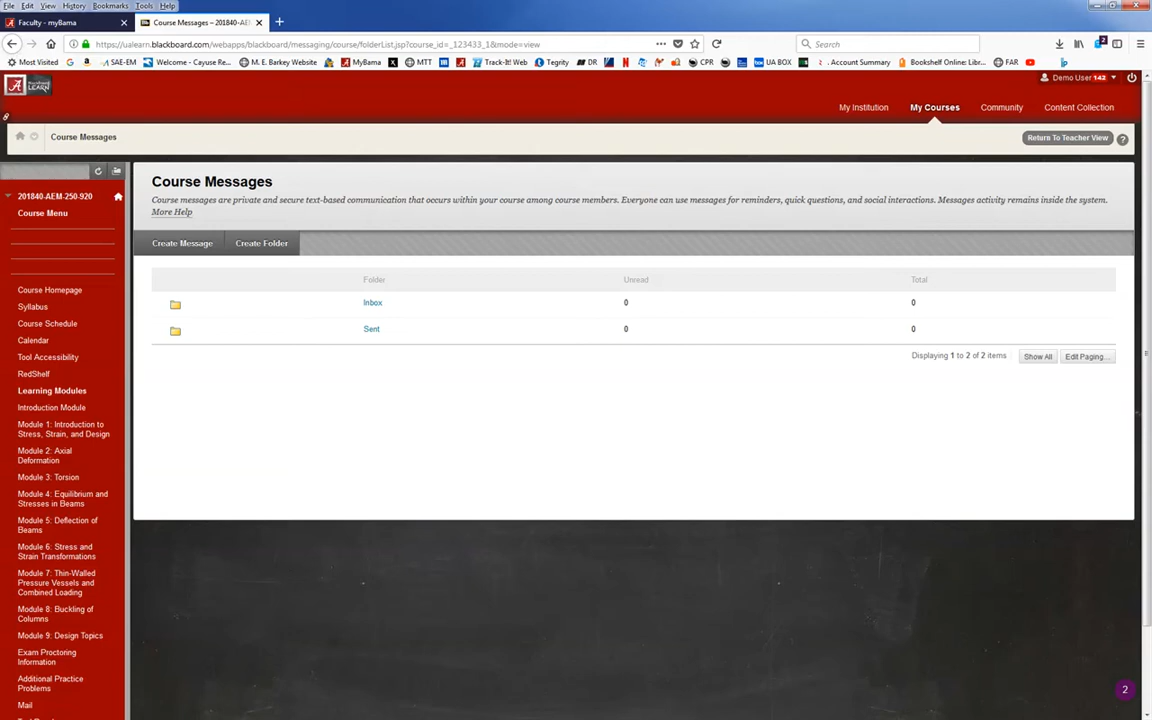 File Edit View History Bookmarks Tools Help
Faculty - myBama
Course Messages – 201840-AE
https://ualearn.blackboard.com/webapps/blackboard/messaging/course/folderList.jsp?course_id=_123433_1&mode=view
Search
2
Most Visited SAE-EM Welcome - Cayuse Re... M. E. Barkey Website MyBama MTT Track-It! Web Tegrity DR CPR box UA BOX Account Summary Bookshelf Online: Libr... FAR
Blackboard LEARN
Demo User 142
My Institution My Courses Community Content Collection
Course Messages
Return To Teacher View ?
201840-AEM-250-920
Course Menu
Course Homepage
Syllabus
Course Schedule
Calendar
Tool Accessibility
RedShelf
Learning Modules
Introduction Module
Module 1: Introduction to
Stress, Strain, and Design
Module 2: Axial
Deformation
Module 3: Torsion
Module 4: Equilibrium and
Stresses in Beams
Module 5: Deflection of
Beams
Module 6: Stress and
Strain Transformations
Module 7: Thin-Walled
Pressure Vessels and
Combined Loading
Module 8: Buckling of
Columns
Module 9: Design Topics
Exam Proctoring
Information
Additional Practice
Problems
Mail
Course Messages
Course messages are private and secure text-based communication that occurs within your course among course members. Everyone can use messages for reminders, quick questions, and social interactions. Messages activity remains inside the system.
More Help
Create Message Create Folder
Folder Unread Total
Inbox 0 0
Sent 0 0
Displaying 1 to 2 of 2 items Show All Edit Paging...
2